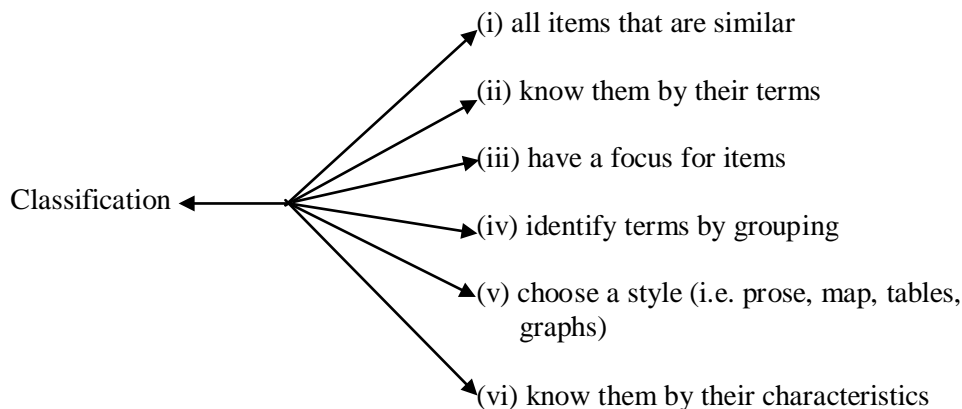 (i) all items that are similar
(ii) know them by their terms
(iii) have a focus for items
Classification
(iv) identify terms by grouping
(v) choose a style (i.e. prose, map, tables,
graphs)
(vi) know them by their characteristics